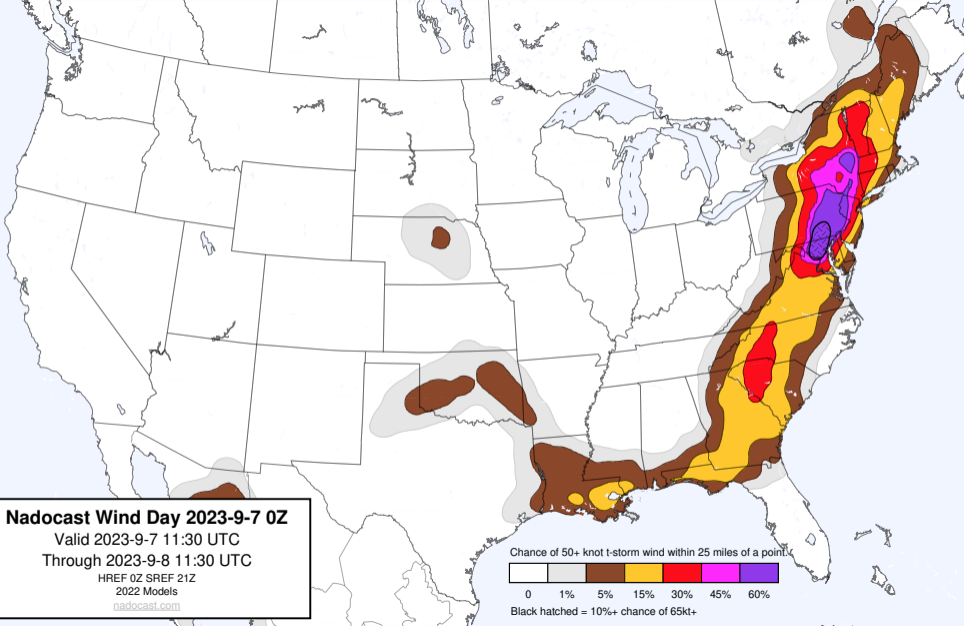 Nadocast Wind Day 2023-9-7 0Z
Valid 2023-9-7 11:30 UTC
Through 2023-9-8 11:30 UTC
HREF 0Z SREF 21Z
2022 Models
nadocast.com
Chance of 50+ knot t-storm wind within 25 miles of a point.
0 1% 5% 15% 30% 45% 60%
Black hatched = 10%+ chance of 65kt+